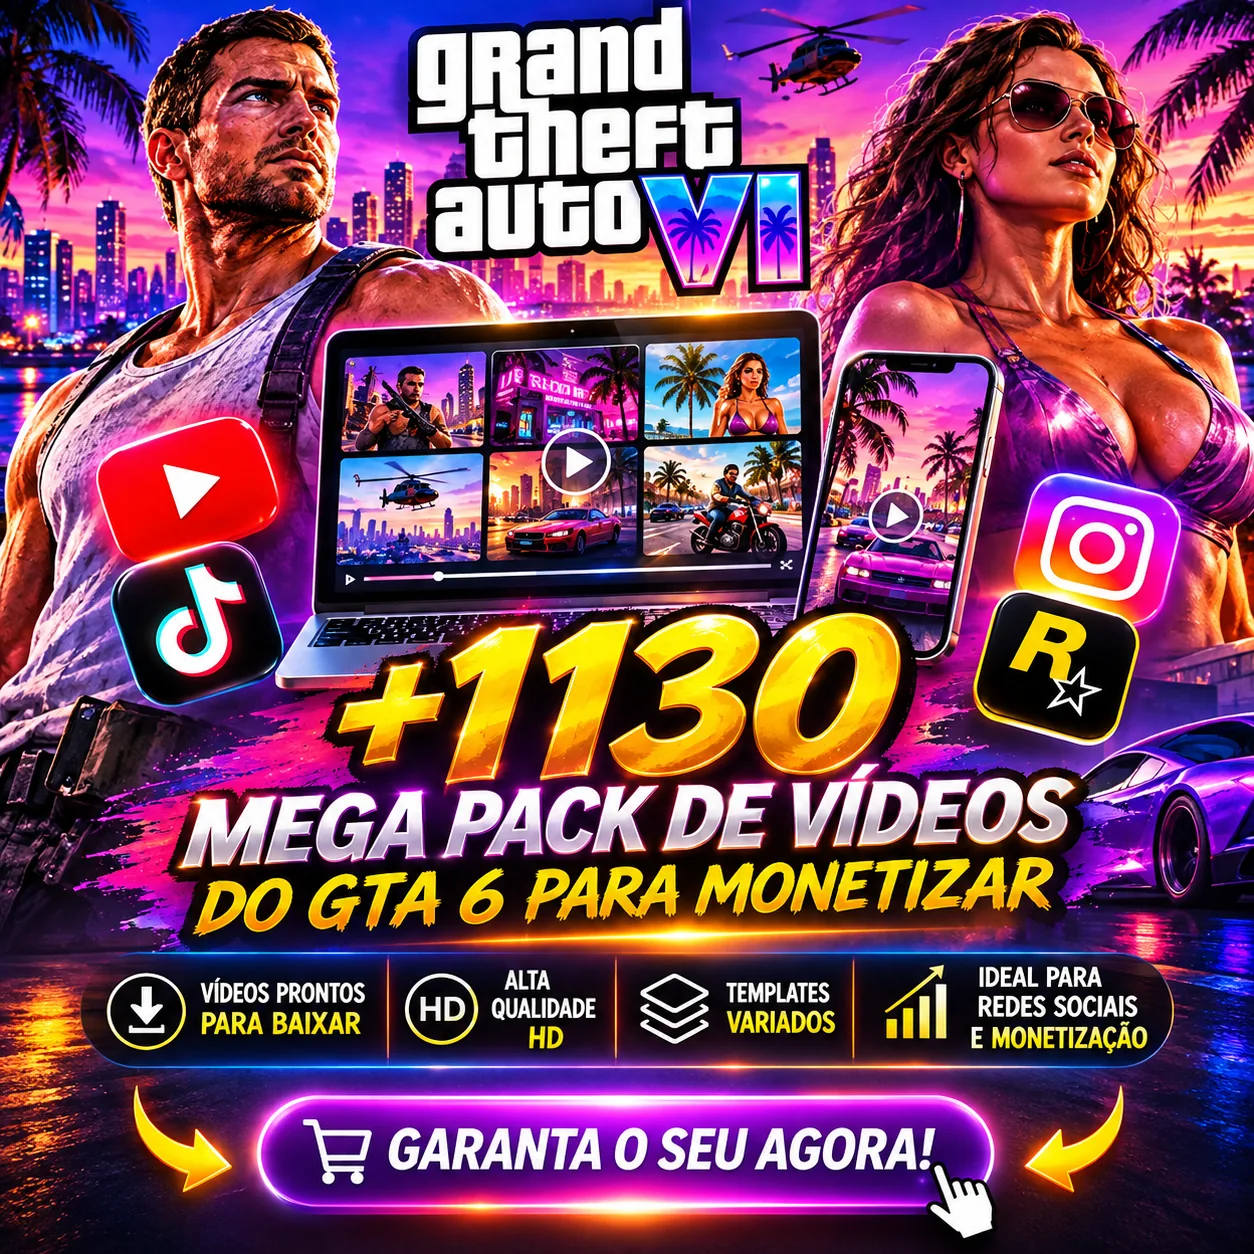 grand
theft
auto VI
+1130
MEGA PACK DE VÍDEOS
DO GTA 6 PARA MONETIZAR
VÍDEOS PRONTOS
PARA BAIXAR
HD
ALTA
QUALIDADE
HD
TEMPLATES
VARIADOS
IDEAL PARA
REDES SOCIAIS
E MONETIZAÇÃO
GARANTA O SEU AGORA!
R